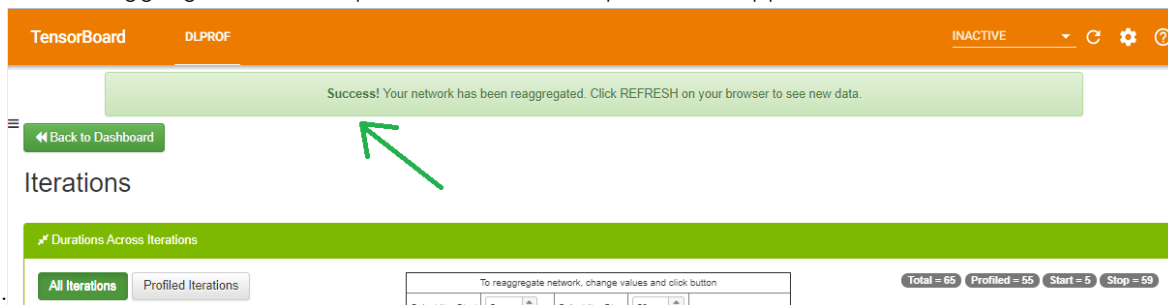 TensorBoard DLPROF INACTIVE
Success! Your network has been reaggregated. Click REFRESH on your browser to see new data.
Back to Dashboard
Iterations
Durations Across Iterations
All Iterations Profiled Iterations
To reaggregate network, change values and click button
Total = 65 Profiled = 55 Start = 5 Stop = 59